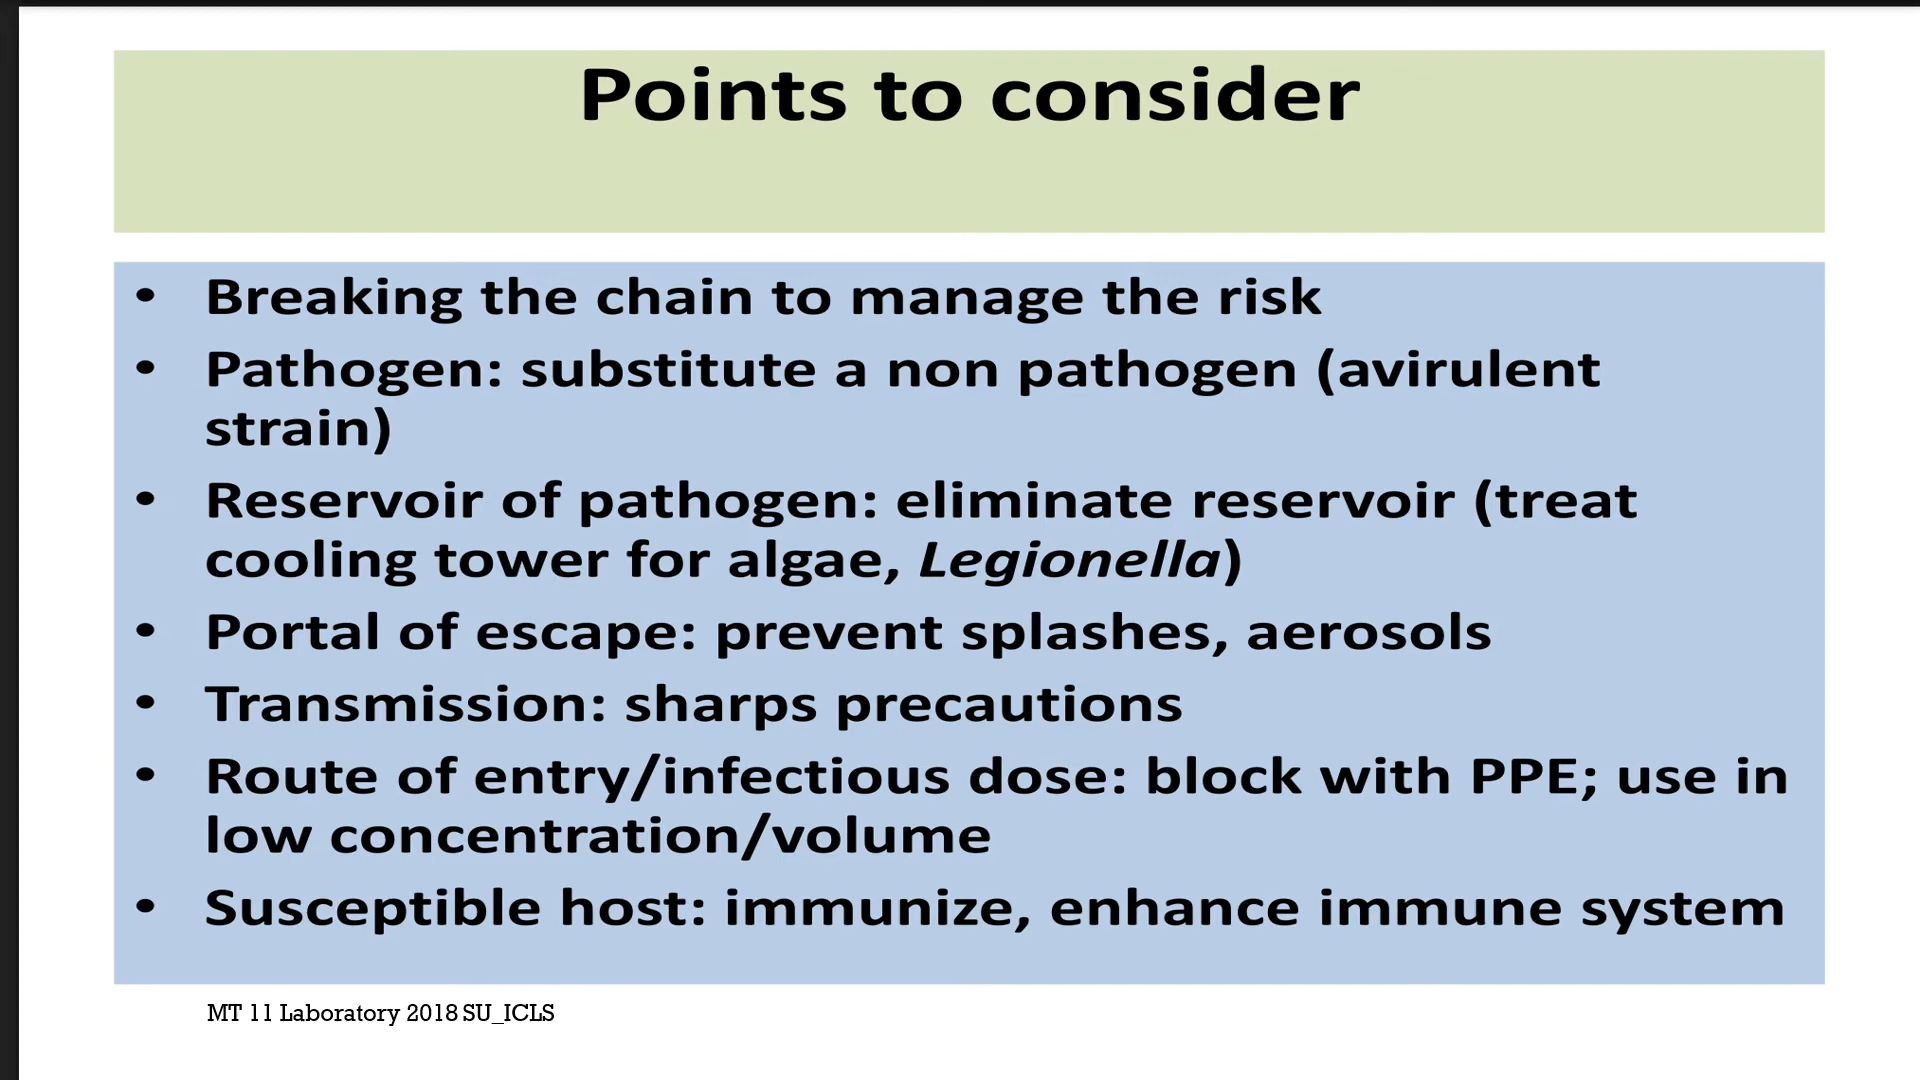 Points to consider
• Breaking the chain to manage the risk
• Pathogen: substitute a non pathogen (avirulent
strain)
• Reservoir of pathogen: eliminate reservoir (treat
cooling tower for algae, Legionella)
• Portal of escape: prevent splashes, aerosols
• Transmission: sharps precautions
• Route of entry/infectious dose: block with PPE; use in
low concentration/volume
• Susceptible host: immunize, enhance immune system
MT 11 Laboratory 2018 SU_ICLS